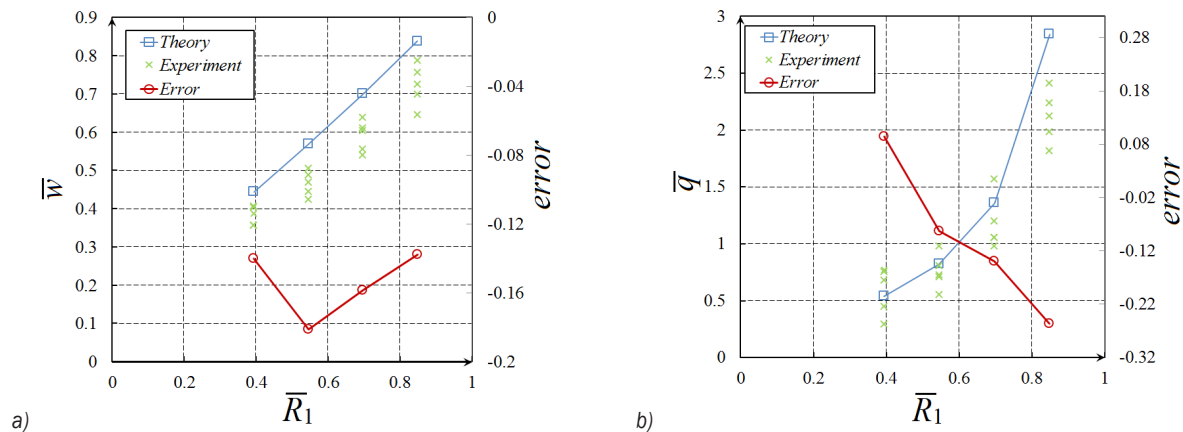 0.9
0.8
0.7
0.6
0.5
0.4
0.3
0.2
0.1
0
w̅
Theory
Experiment
Error
0
-0.04
-0.08
-0.12
-0.16
-0.2
error
0 0.2 0.4 0.6 0.8 1
R̅1
a)
3
2.5
2
1.5
1
0.5
0
q̅
Theory
Experiment
Error
0.28
0.18
0.08
-0.02
-0.12
-0.22
-0.32
error
0 0.2 0.4 0.6 0.8 1
R̅1
b)